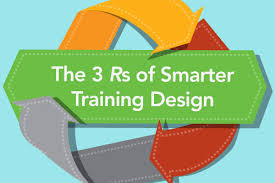 The 3 Rs of Smarter
Training Design